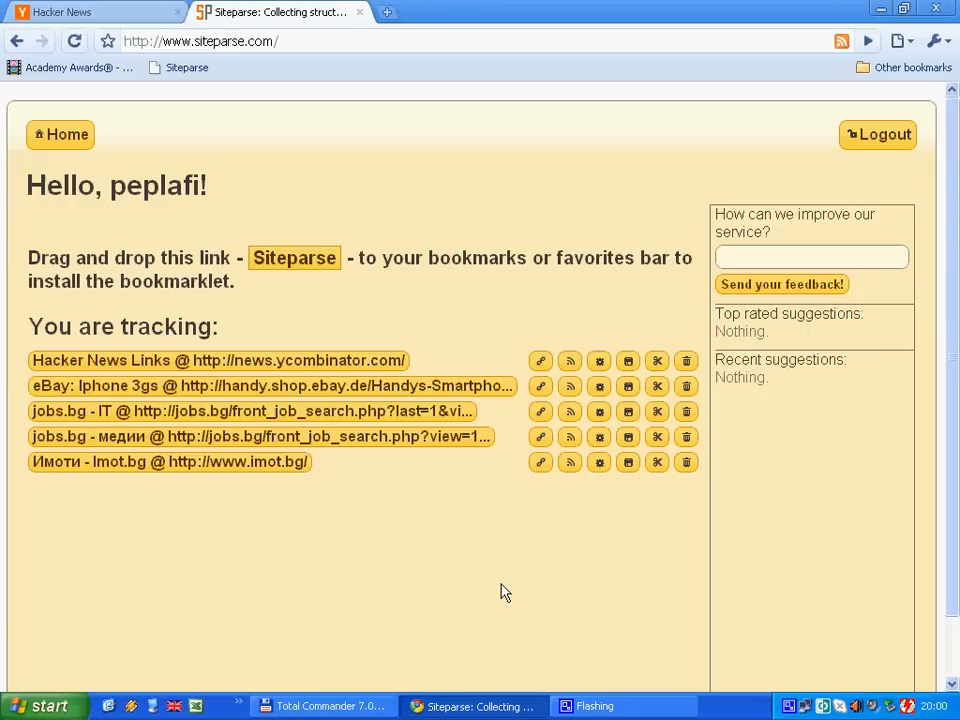 Hacker News
Siteparse: Collecting struct...
http://www.siteparse.com/
Academy Awards® - ...
Siteparse
Other bookmarks
Home
Logout
Hello, peplafi!
Drag and drop this link - Siteparse - to your bookmarks or favorites bar to
install the bookmarklet.
You are tracking:
Hacker News Links @ http://news.ycombinator.com/
eBay: Iphone 3gs @ http://handy.shop.ebay.de/Handys-Smartpho...
jobs.bg - IT @ http://jobs.bg/front_job_search.php?last=1&vi...
jobs.bg - медии @ http://jobs.bg/front_job_search.php?view=1...
Имоти - Imot.bg @ http://www.imot.bg/
How can we improve our
service?
Send your feedback!
Top rated suggestions:
Nothing.
Recent suggestions:
Nothing.
start
Total Commander 7.0...
Siteparse: Collecting ...
Flashing
20:00